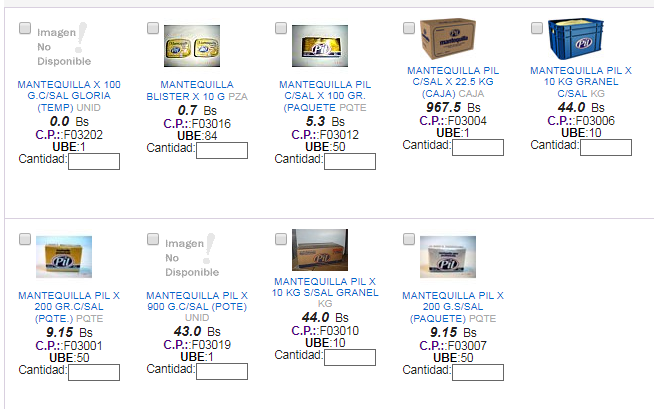 Imagen
No
Disponible
MANTEQUILLA X 100
G.C/SAL GLORIA
(TEMP) UNID
0.0 Bs
C.P.::F03202
UBE:1
Cantidad:
MANTEQUILLA
BLISTER X 10 G PZA
0.7 Bs
C.P.::F03016
UBE:84
Cantidad:
Pil
MANTEQUILLA PIL
C/SAL X 100 GR.
(PAQUETE PQTE
5.3 Bs
C.P.::F03012
UBE:50
Cantidad:
Pil
mantequilla
MANTEQUILLA PIL
C/SAL X 22.5 KG
(CAJA) CAJA
967.5 Bs
C.P.::F03004
UBE:1
Cantidad:
Pil
MANTEQUILLA PIL X
10 KG GRANEL
C/SAL KG
44.0 Bs
C.P.::F03006
UBE:10
Cantidad:
Pil
MANTEQUILLA PIL X
200 GR.C/SAL
(PQTE.) PQTE
9.15 Bs
C.P.::F03001
UBE:50
Cantidad:
Imagen
No
Disponible
MANTEQUILLA PIL X
900 G.C/SAL (POTE)
UNID
43.0 Bs
C.P.::F03019
UBE:1
Cantidad:
Pil
MANTEQUILLA PIL X
10 KG S/SAL GRANEL
KG
44.0 Bs
C.P.::F03010
UBE:10
Cantidad:
Pil
MANTEQUILLA PIL X
200 G.S/SAL
(PAQUETE) PQTE
9.15 Bs
C.P.::F03007
UBE:50
Cantidad: